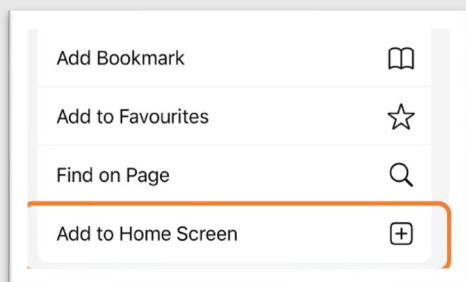 Add Bookmark
Add to Favourites
Find on Page
Add to Home Screen